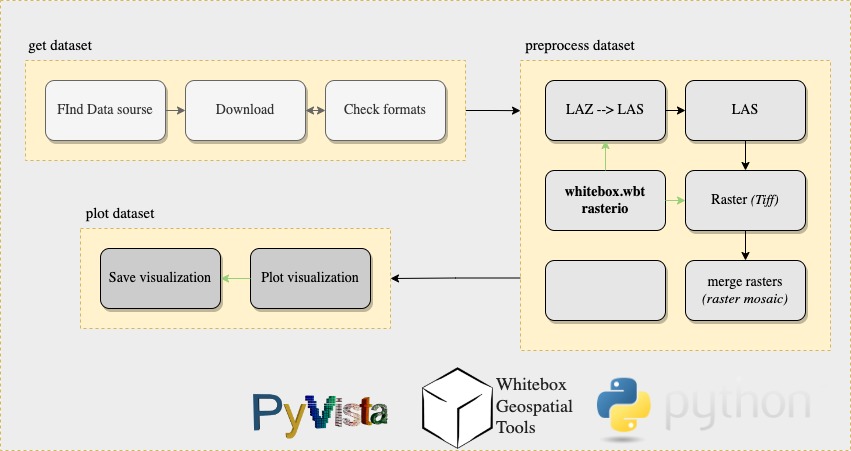 get dataset
FInd Data sourse
Download
Check formats
preprocess dataset
LAZ --> LAS
LAS
whitebox.wbt
rasterio
Raster (Tiff)
merge rasters
(raster mosaic)
plot dataset
Save visualization
Plot visualization
PyVista
Whitebox
Geospatial
Tools
python